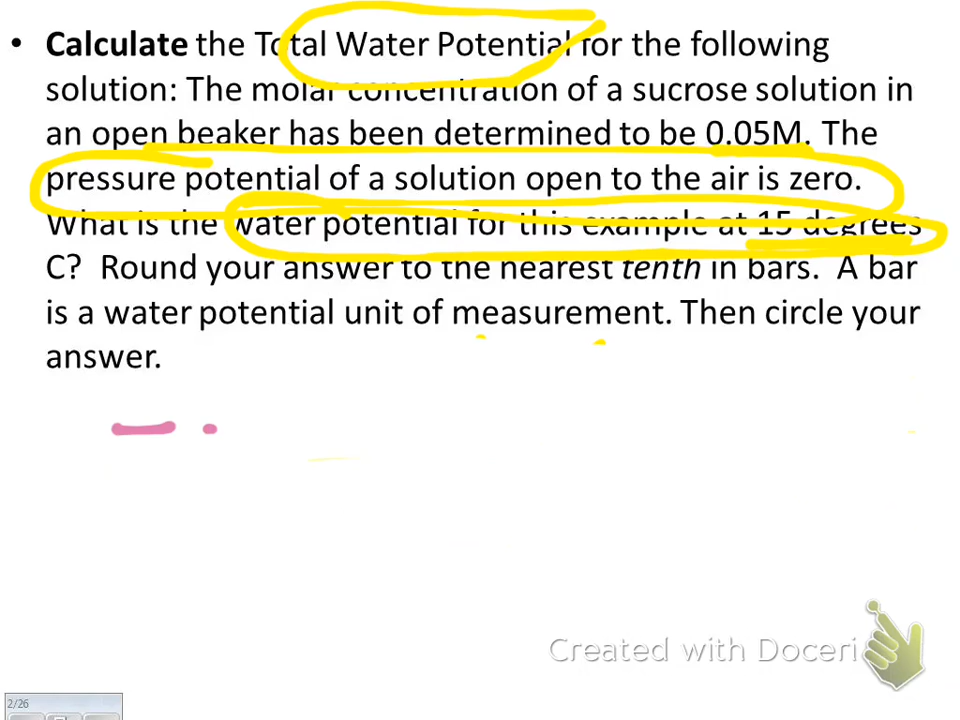 • Calculate the Total Water Potential for the following
solution: The molar concentration of a sucrose solution in
an open beaker has been determined to be 0.05M. The
pressure potential of a solution open to the air is zero.
What is the water potential for this example at 15 degrees
C? Round your answer to the nearest tenth in bars. A bar
is a water potential unit of measurement. Then circle your
answer.
Created with Doceri
2/26